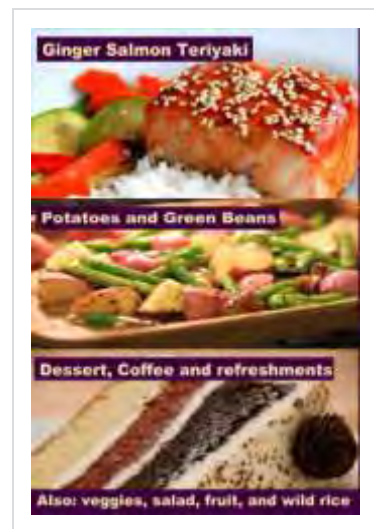 Ginger Salmon Teriyaki
Potatoes and Green Beans
Dessert, Coffee and refreshments
Also: veggies, salad, fruit, and wild rice